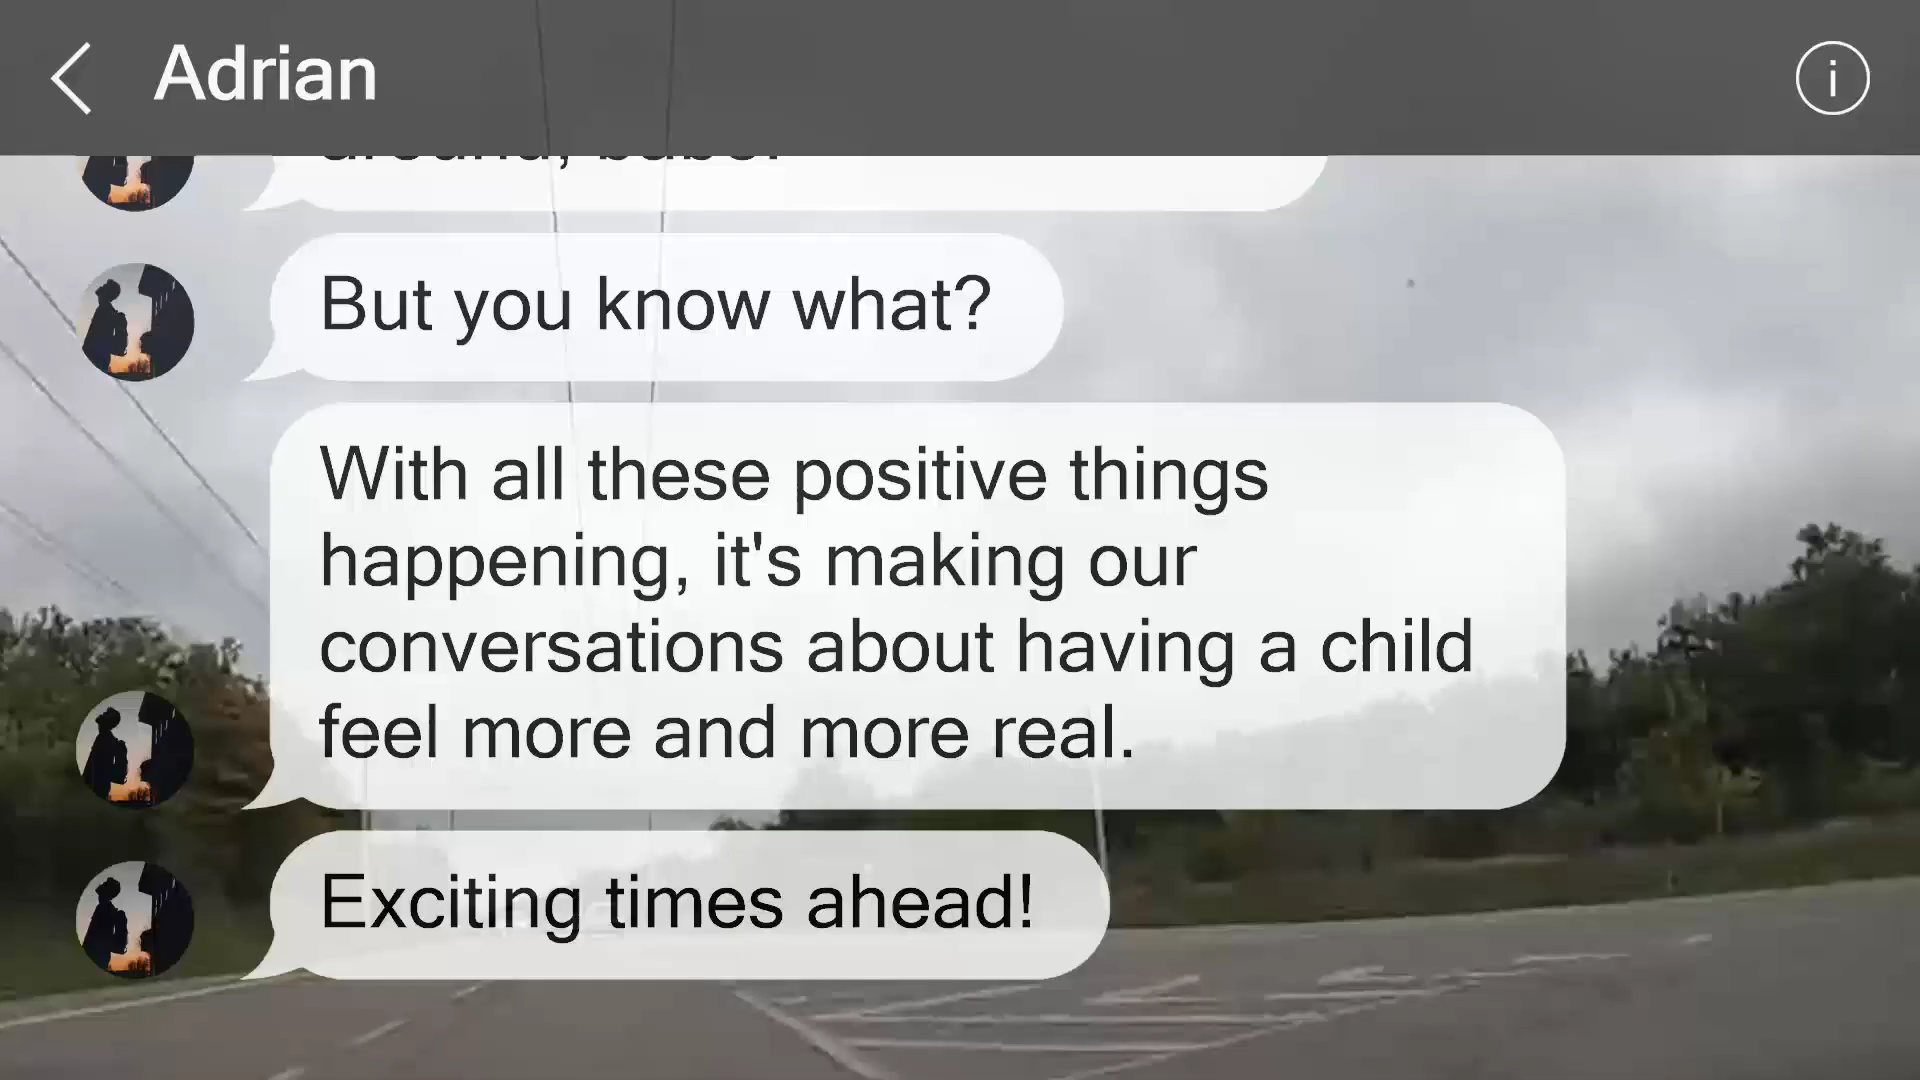 Adrian
But you know what?
With all these positive things
happening, it's making our
conversations about having a child
feel more and more real.
Exciting times ahead!